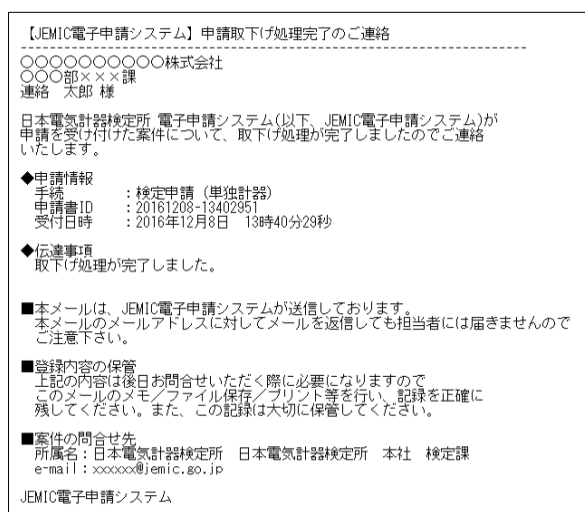 【JEMIC電子申請システム】申請取下げ処理完了のご連絡
----------------------------------------------------------------
○○○○○○○○○○株式会社
○○○部×××課
連絡 太郎 様
日本電気計器検定所 電子申請システム(以下、JEMIC電子申請システム)が
申請を受け付けた案件について、取下げ処理が完了しましたのでご連絡
いたします。
◆申請情報
手続　　　：検定申請（単独計器）
申請書ID　：20161208-13402951
受付日時　：2016年12月8日　13時40分29秒
◆伝達事項
取下げ処理が完了しました。
■本メールは、JEMIC電子申請システムが送信しております。
本メールのメールアドレスに対してメールを返信しても担当者には届きませんので
ご注意下さい。
■登録内容の保管
上記の内容は後日お問合せいただく際に必要になりますので
このメールのメモ／ファイル保存／プリント等を行い、記録を正確に
残してください。また、この記録は大切に保管してください。
■案件の問合せ先
所属名：日本電気計器検定所　日本電気計器検定所　本社　検定課
e-mail：xxxxxx@jemic.go.jp
JEMIC電子申請システム